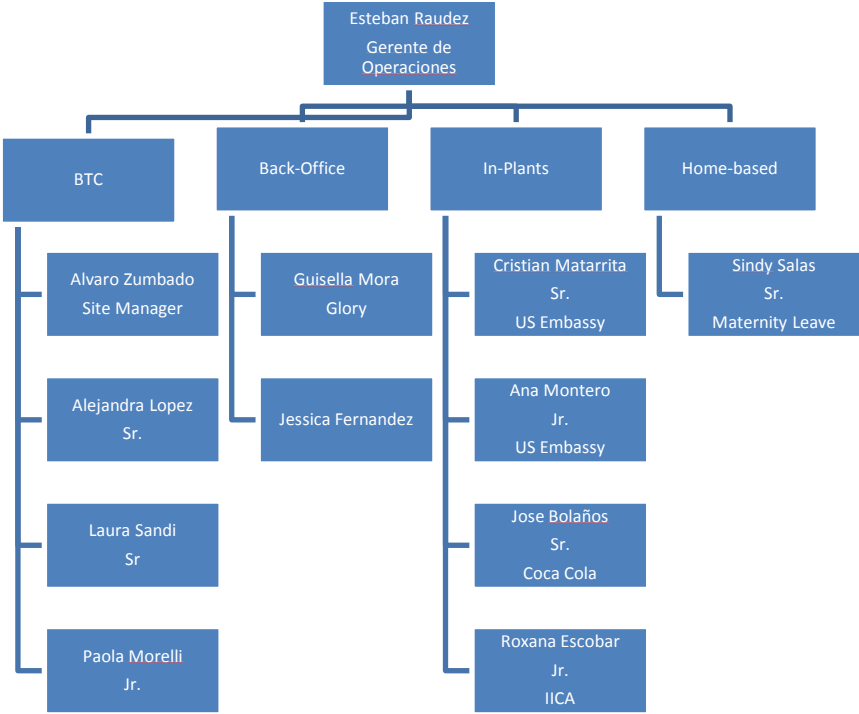 Esteban Raudez
Gerente de
Operaciones
BTC
Back-Office
In-Plants
Home-based
Alvaro Zumbado
Site Manager
Guisella Mora
Glory
Cristian Matarrita
Sr.
US Embassy
Sindy Salas
Sr.
Maternity Leave
Alejandra Lopez
Sr.
Jessica Fernandez
Ana Montero
Jr.
US Embassy
Laura Sandi
Sr
Jose Bolaños
Sr.
Coca Cola
Paola Morelli
Jr.
Roxana Escobar
Jr.
IICA